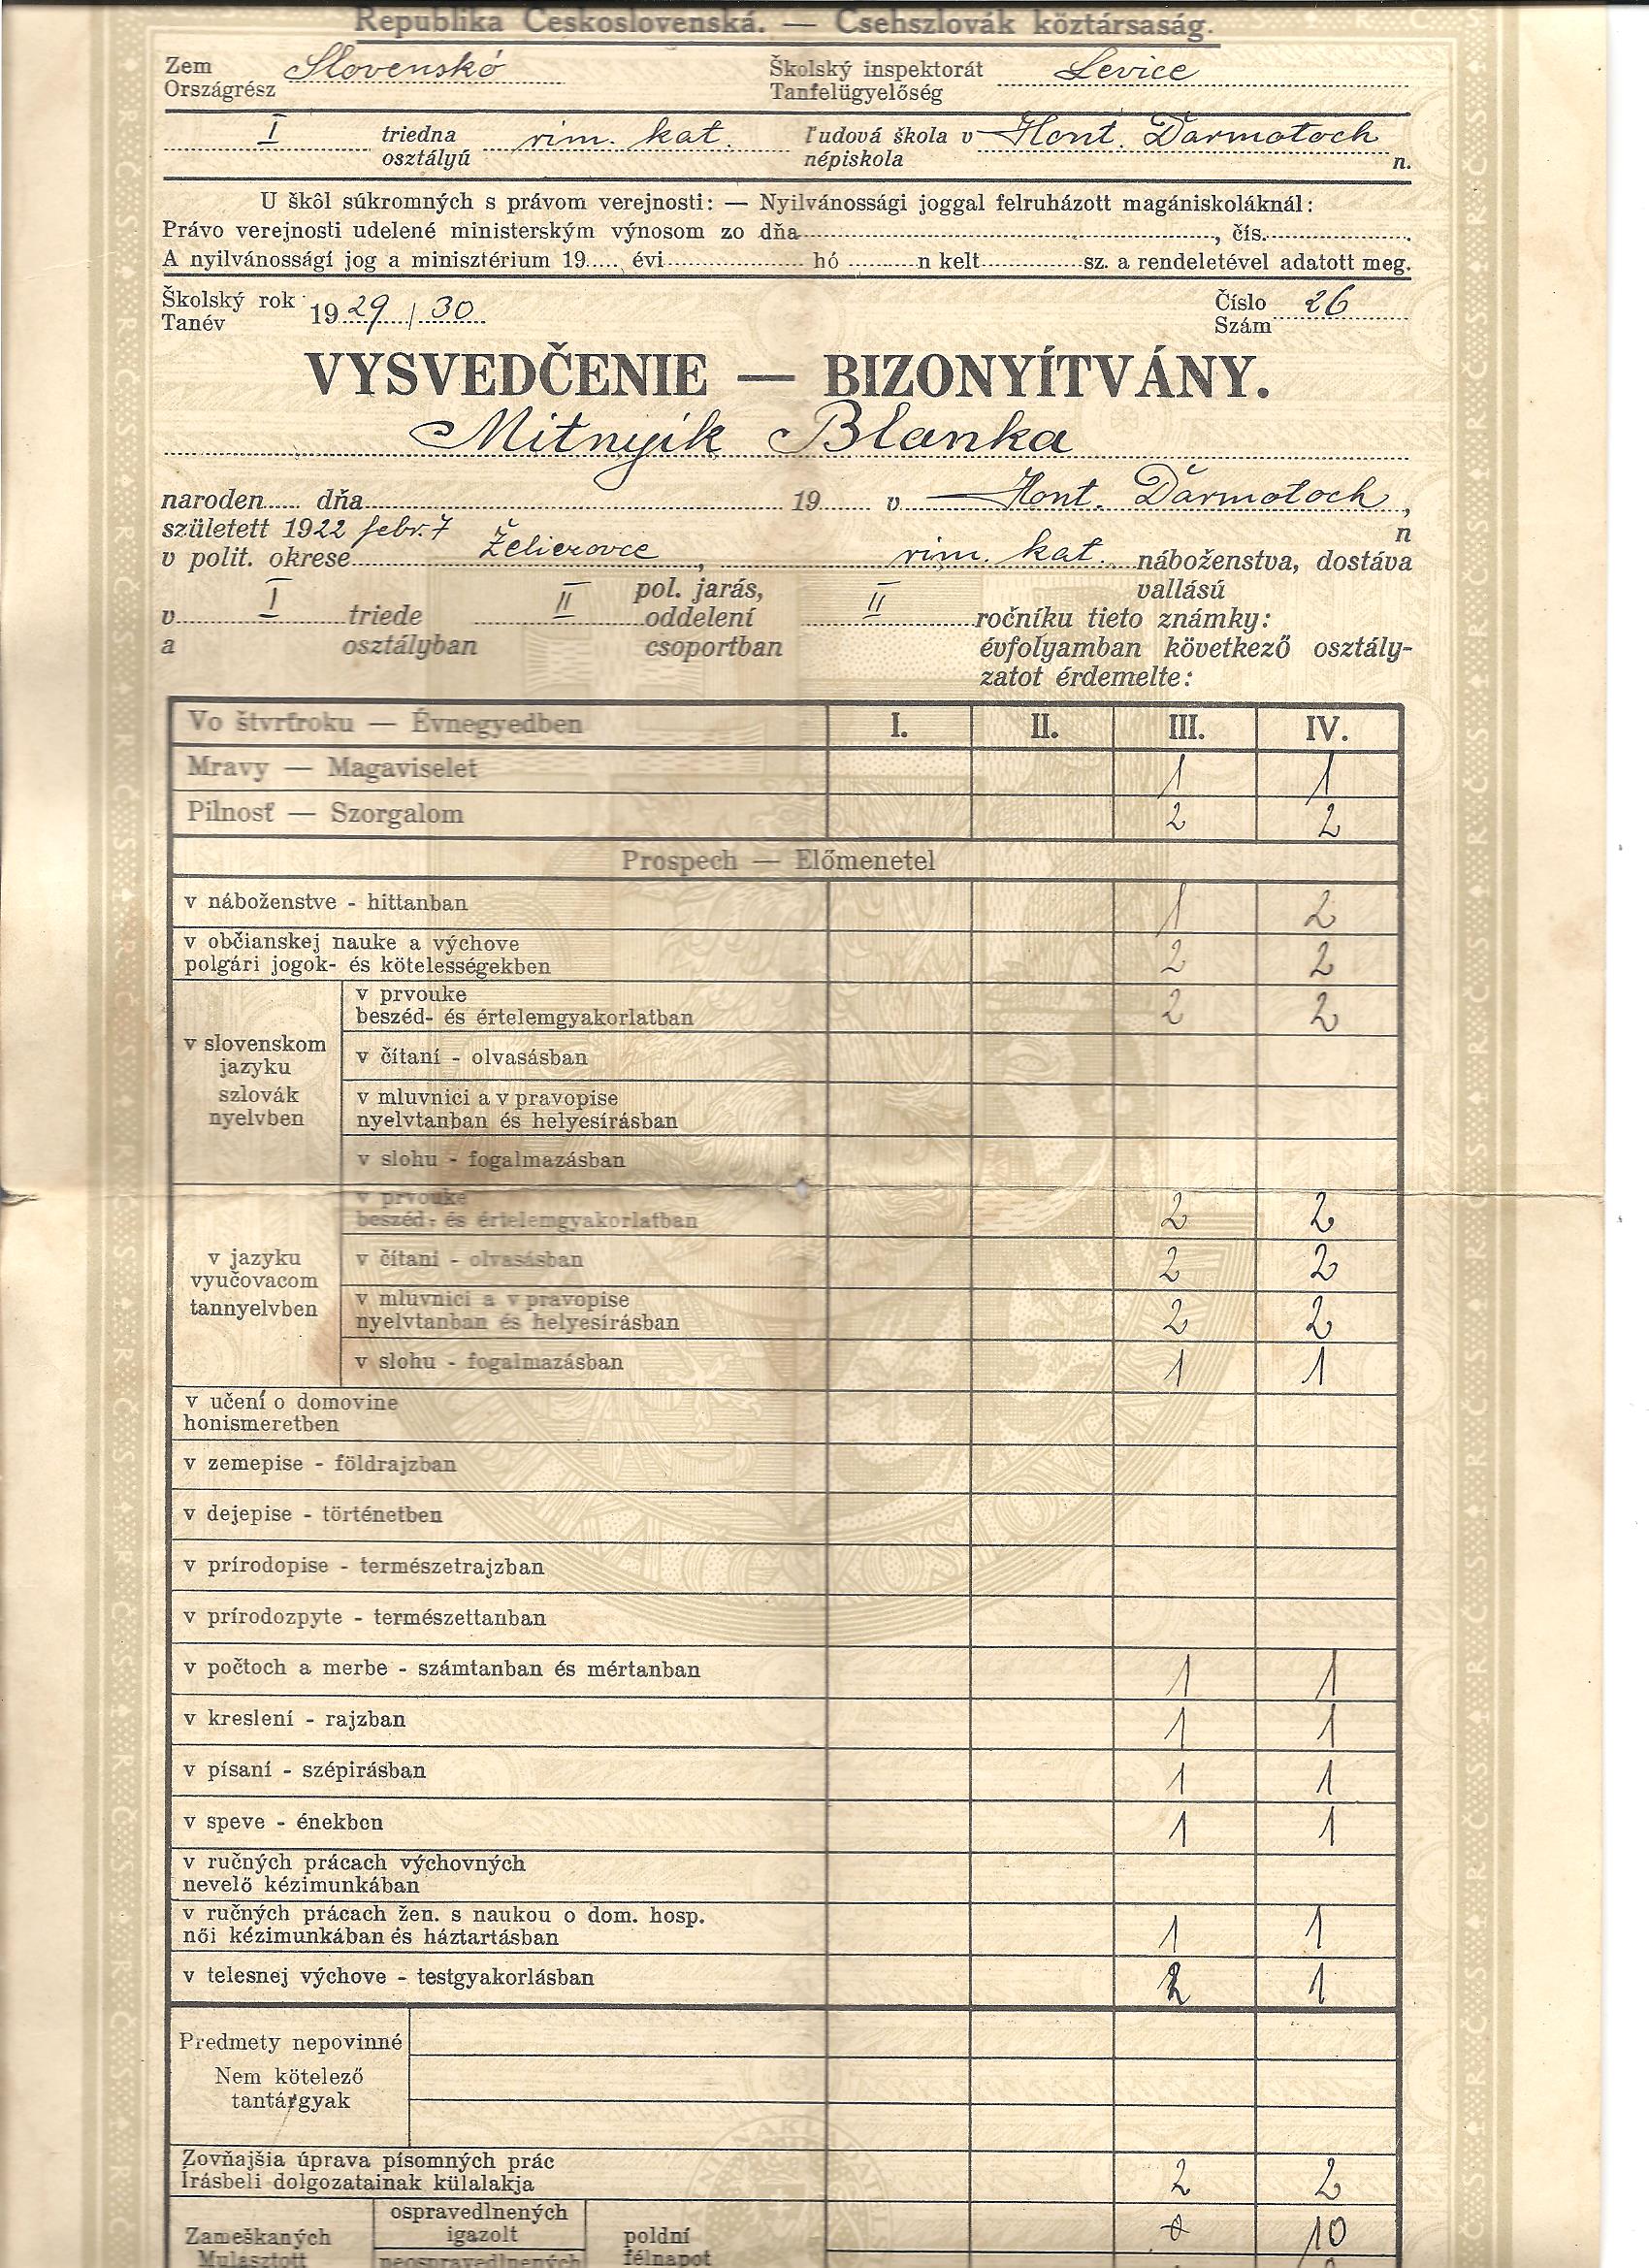 Republika Československá. — Csehszlovák köztársaság.
Zem Slovenskó Školský inspektorát Levice
Országrész Tanfelügyelőség
I triedna rim. kat. ľudová škola v Hont. Ďarmotoch
osztályú népiskola n.
U škôl súkromných s právom verejnosti: — Nyilvánossági joggal felruházott magániskoláknál:
Právo verejnosti udelené ministerským výnosom zo dňa , čís. .
A nyilvánossági jog a minisztérium 19 évi hó n kelt sz. a rendeletével adatott meg.
Školský rok 1929/30 Číslo 26
Tanév Szám
VYSVEDČENIE — BIZONYÍTVÁNY.
Mitnyik Blanka
naroden dňa 19 v Hont. Ďarmotoch,
született 1922 febr. 7 n
v polit. okrese Želierovce, rim. kat. náboženstva, dostáva
pol. jarás, vallású
v I triede II oddelení II ročníku tieto známky:
a osztályban csoportban évfolyamban következő osztály-
zatot érdemelte:
Vo štvrťroku — Évnegyedben I. II. III. IV.
Mravy — Magaviselet 1 1
Pilnosť — Szorgalom 2 2
Prospech — Előmenetel
v náboženstve - hittanban 1 2
v občianskej nauke a výchove
polgári jogok- és kötelességekben 2 2
v slovenskom
jazyku
szlovák
nyelvben
v prvouke
beszéd- és értelemgyakorlatban 2 2
v čítaní - olvasásban
v mluvnici a v pravopise
nyelvtanban és helyesírásban
v slohu - fogalmazásban
v jazyku
vyučovacom
tannyelvben
v prvouke
beszéd- és értelemgyakorlatban 2 2
v čítani - olvasásban 2 2
v mluvnici a v pravopise
nyelvtanban és helyesírásban 2 2
v slohu - fogalmazásban 1 1
v učení o domovine
honismeretben
v zemepise - földrajzban
v dejepise - történetben
v prírodopise - természetrajzban
v prírodozpyte - természettanban
v počtoch a merbe - számtanban és mértanban 1 1
v kreslení - rajzban 1 1
v písaní - szépirásban 1 1
v speve - énekben 1 1
v ručných prácach výchovných
nevelő kézimunkában
v ručných prácach žen. s naukou o dom. hosp.
női kézimunkában és háztartásban 1 1
v telesnej výchove - testgyakorlásban 2 1
Predmety nepovinné
Nem kötelező
tantárgyak
Zovňajšia úprava písomných prác
Írásbeli dolgozatainak külalakja 2 2
Zameškaných
Mulasztott
ospravedlnených
igazolt
poldní
félnapot
10
neospravedlnených